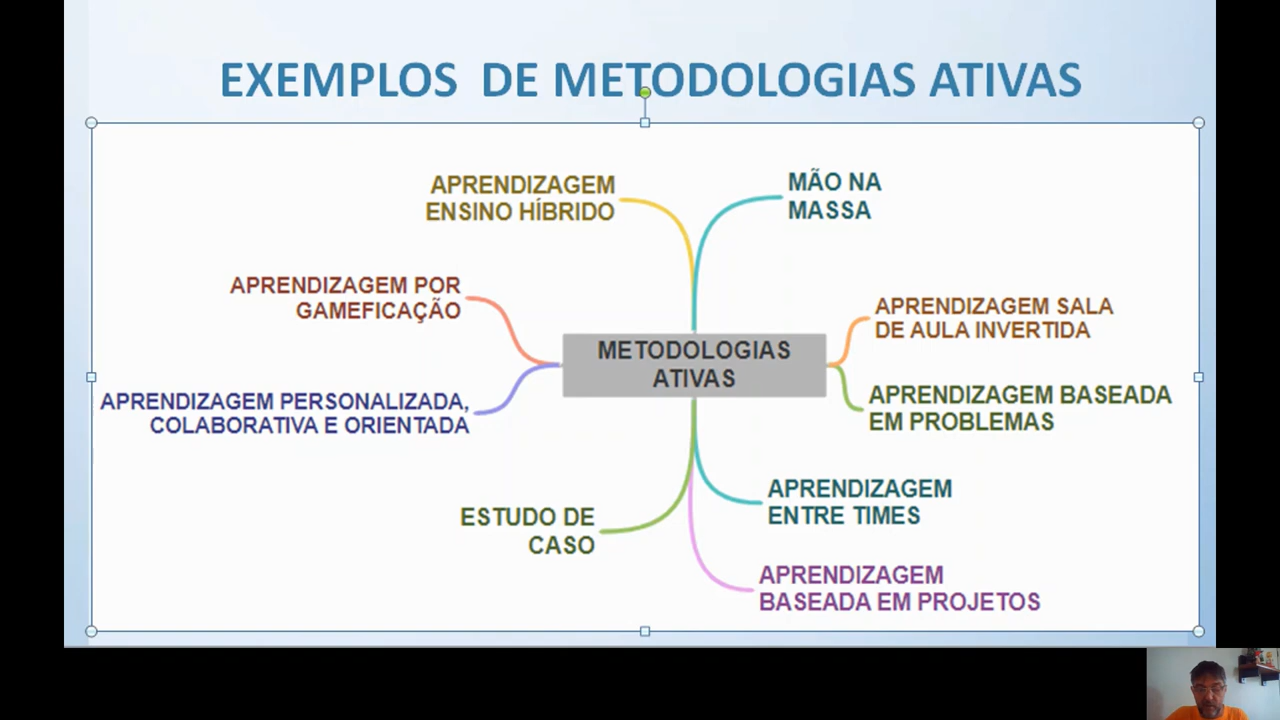 EXEMPLOS DE METODOLOGIAS ATIVAS
APRENDIZAGEM
ENSINO HÍBRIDO
MÃO NA
MASSA
APRENDIZAGEM POR
GAMEFICAÇÃO
APRENDIZAGEM SALA
DE AULA INVERTIDA
METODOLOGIAS
ATIVAS
APRENDIZAGEM PERSONALIZADA,
COLABORATIVA E ORIENTADA
APRENDIZAGEM BASEADA
EM PROBLEMAS
APRENDIZAGEM
ENTRE TIMES
ESTUDO DE
CASO
APRENDIZAGEM
BASEADA EM PROJETOS